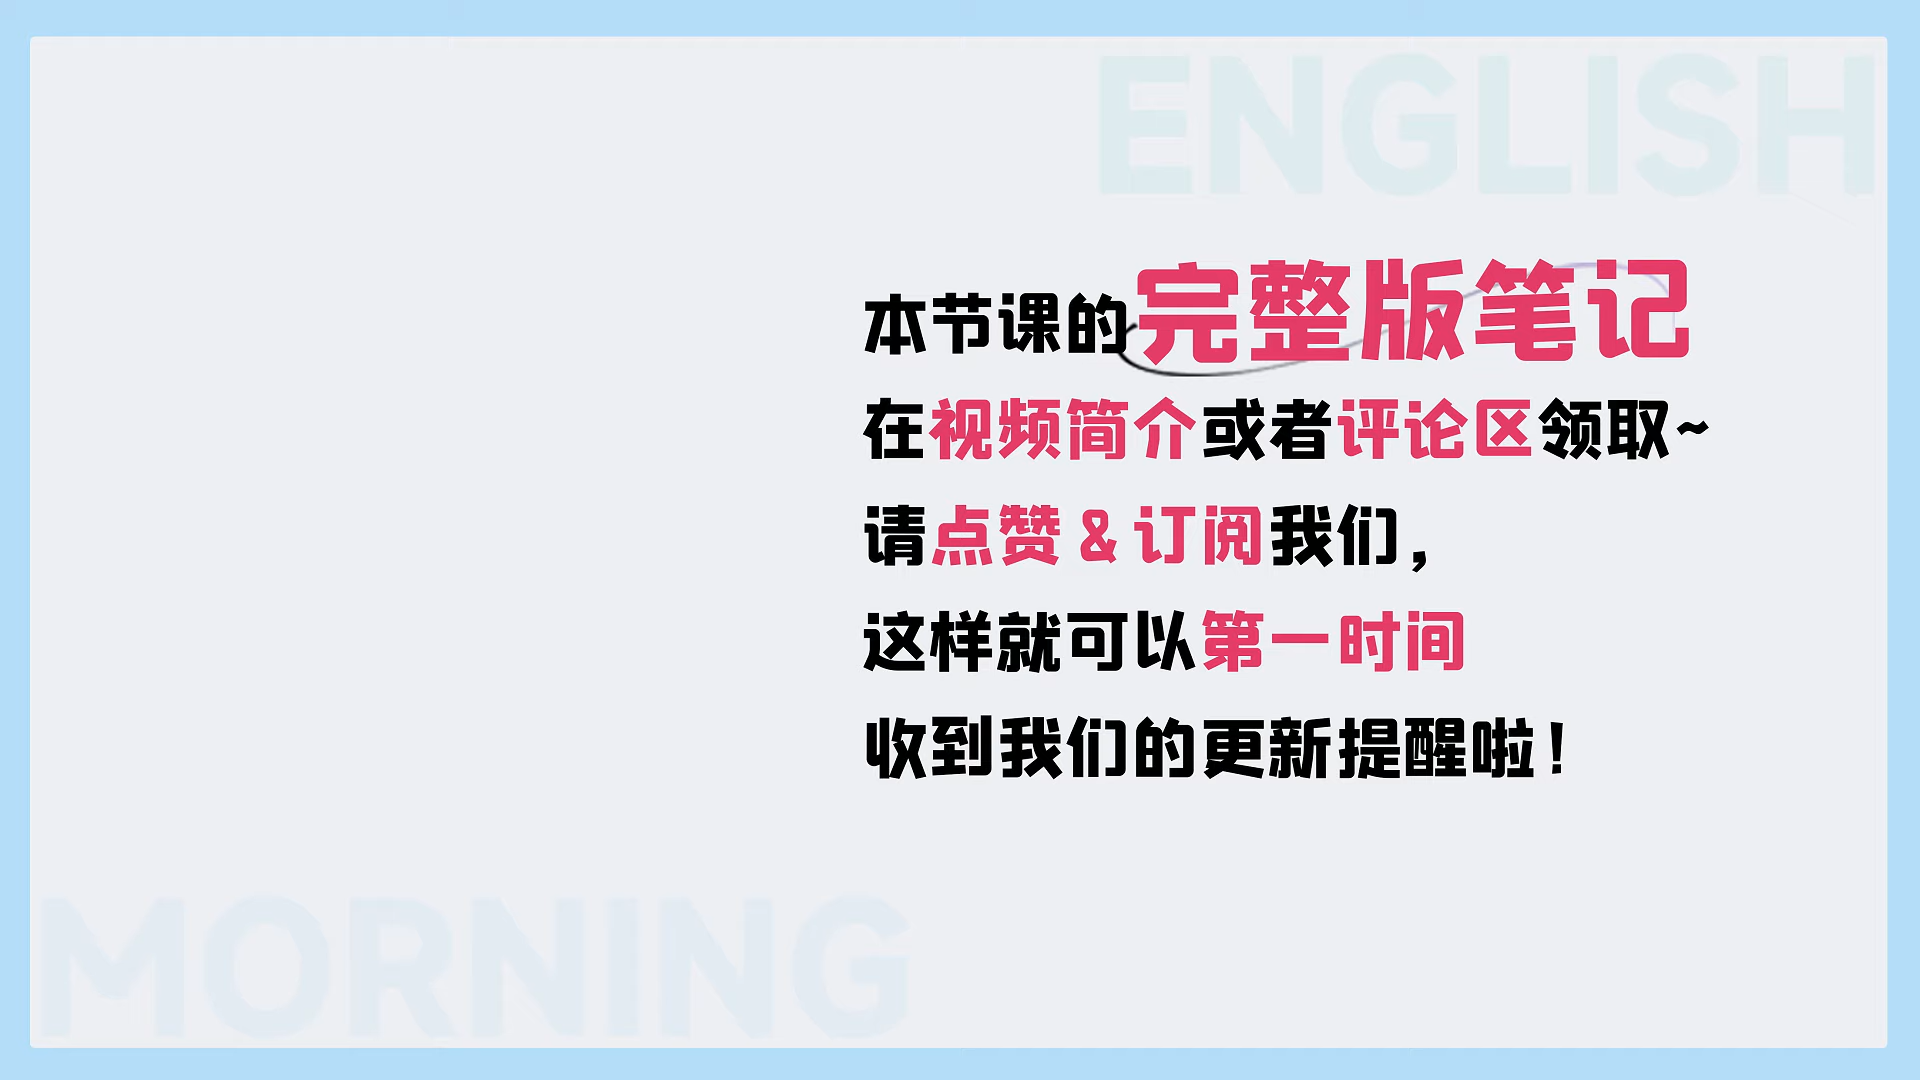 ENGLISH
本节课的完整版笔记
在视频简介或者评论区领取~
请点赞&订阅我们，
这样就可以第一时间
收到我们的更新提醒啦！
MORNING